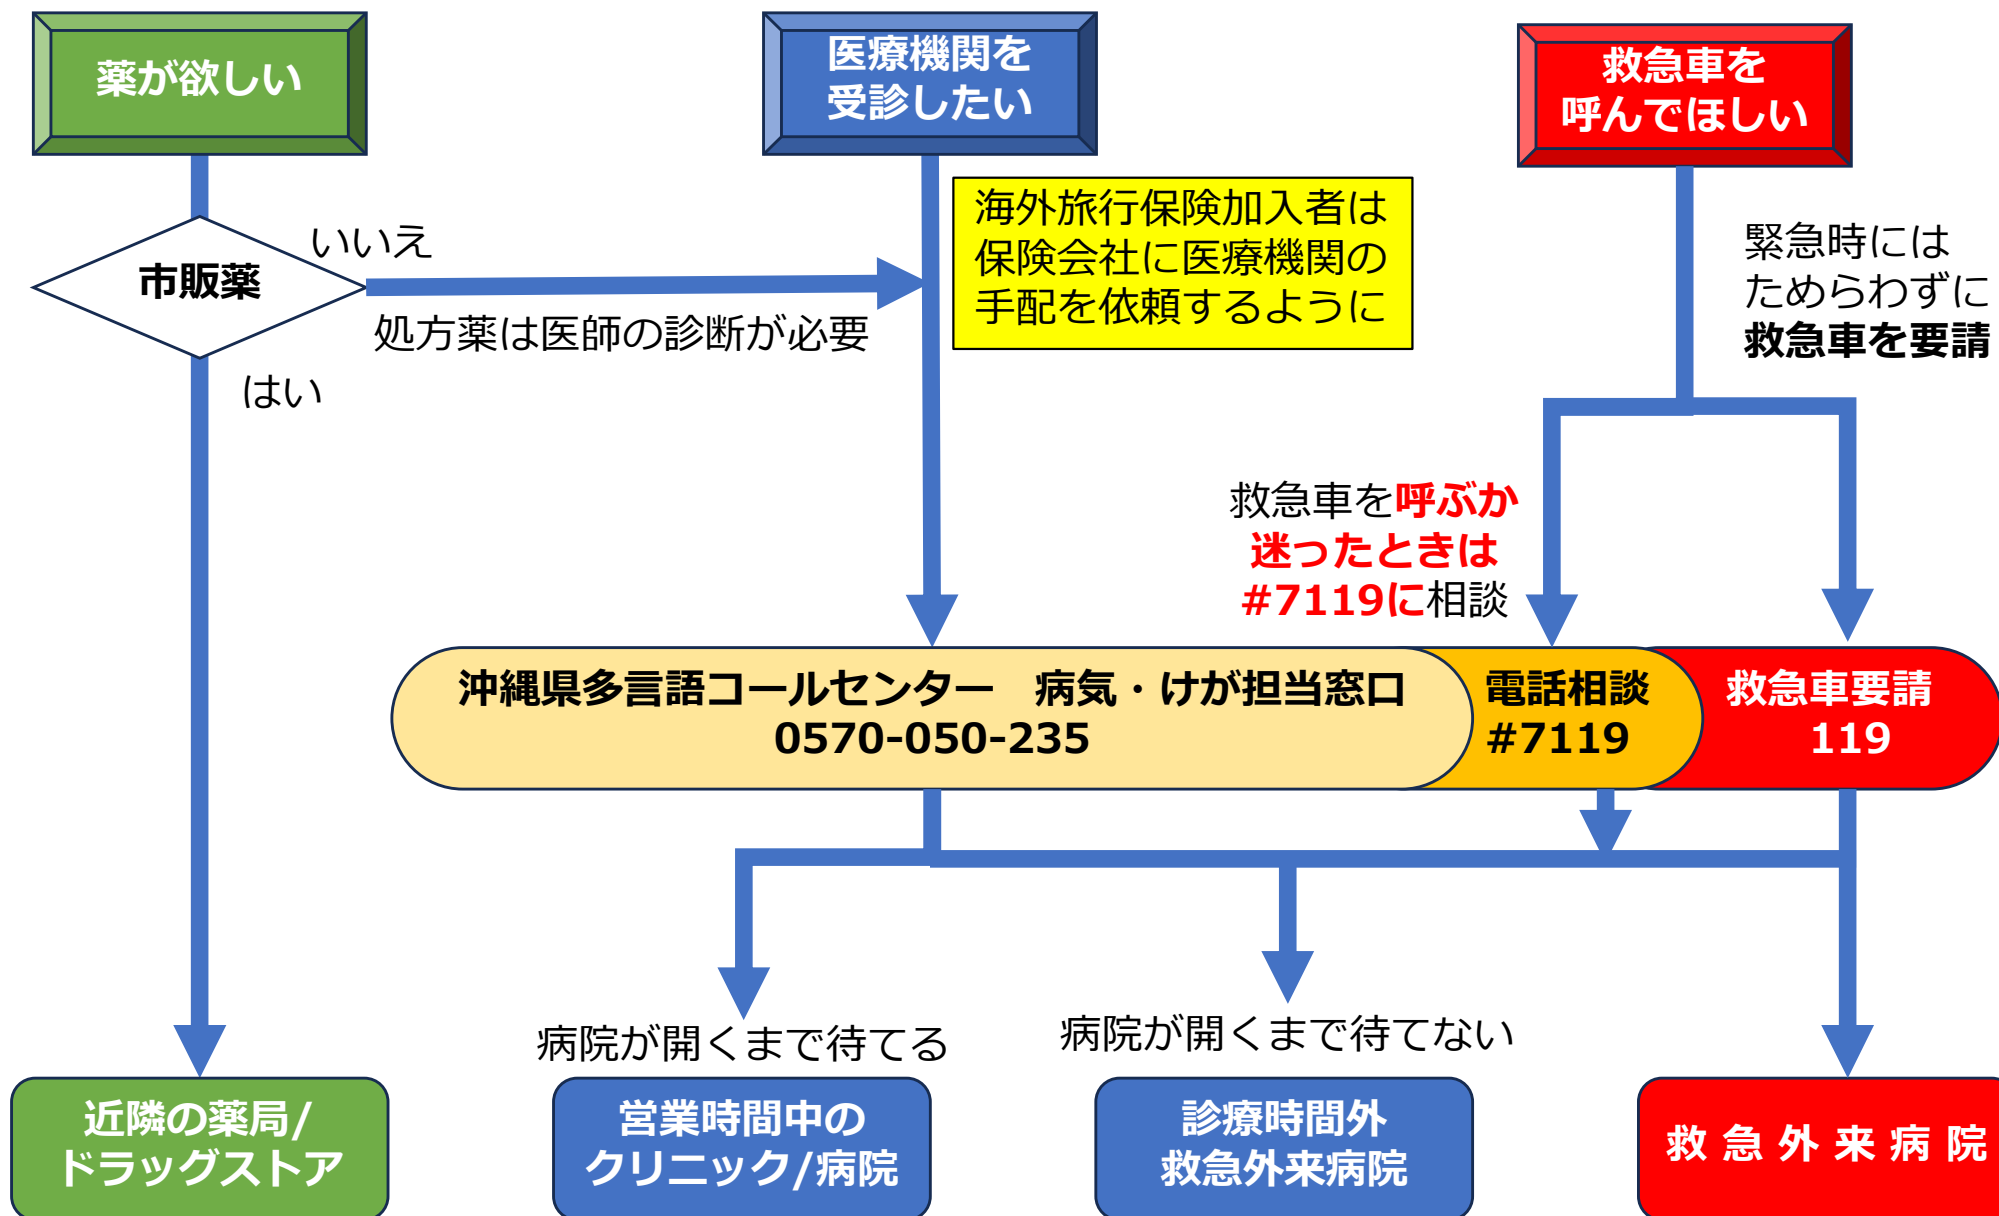 薬が欲しい
医療機関を
受診したい
救急車を
呼んでほしい
市販薬
いいえ
処方薬は医師の診断が必要
はい
海外旅行保険加入者は
保険会社に医療機関の
手配を依頼するように
緊急時には
ためらわずに
救急車を要請
救急車を呼ぶか
迷ったときは
#7119に相談
沖縄県多言語コールセンター　病気・けが担当窓口
0570-050-235
電話相談
#7119
救急車要請
119
病院が開くまで待てる
病院が開くまで待てない
近隣の薬局/
ドラッグストア
営業時間中の
クリニック/病院
診療時間外
救急外来病院
救 急 外 来 病 院